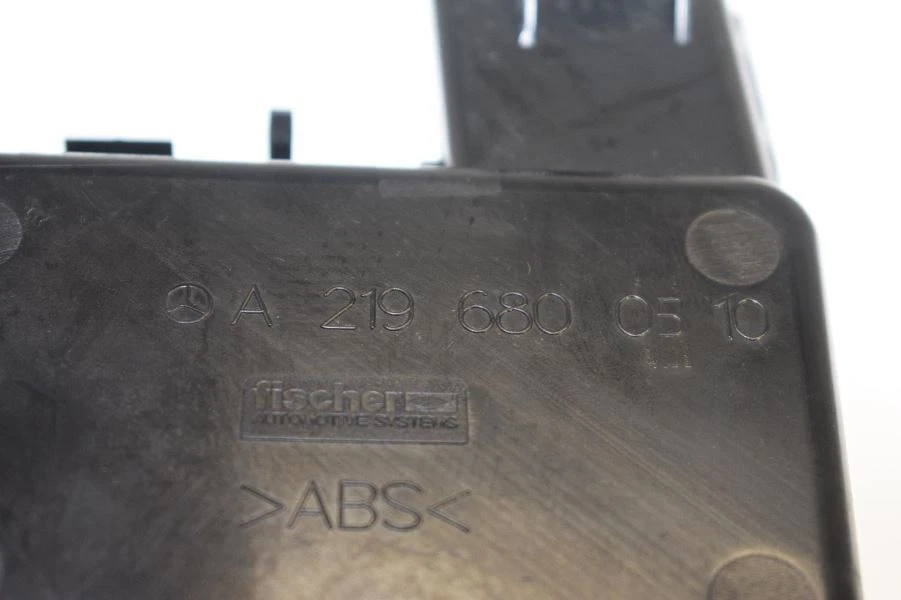 A 219 680 05 10
fischer
AUTOMOTIVE SYSTEMS
>ABS<